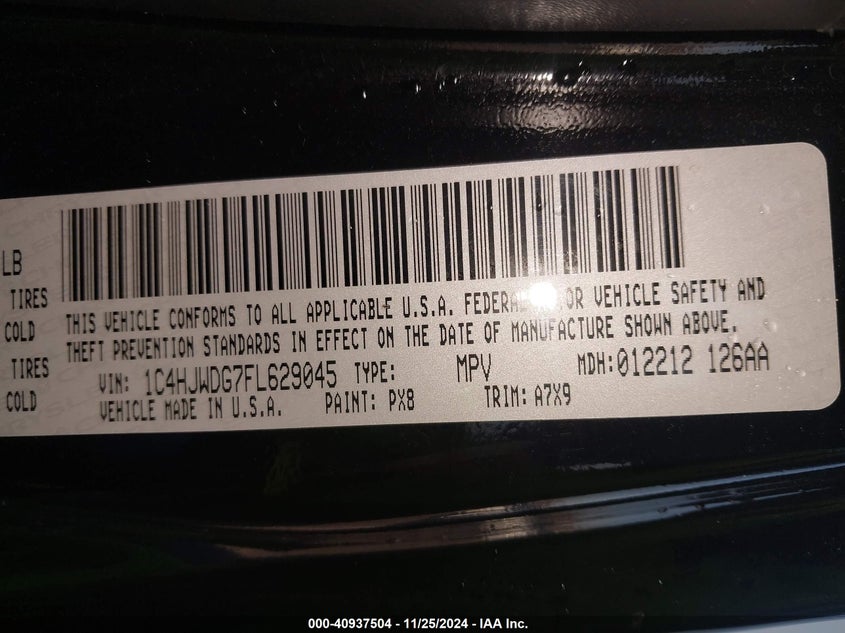 LB
THIS VEHICLE CONFORMS TO ALL APPLICABLE U.S.A. FEDERAL OR VEHICLE SAFETY AND
TIRES
COLD THEFT PREVENTION STANDARDS IN EFFECT ON THE DATE OF MANUFACTURE SHOWN ABOVE.
TIRES VIN: 1C4HJWDG7FL629045 TYPE: MPV MDH: 012212 126AA
COLD VEHICLE MADE IN U.S.A. PAINT: PX8 TRIM: A7X9
000-40937504 - 11/25/2024 - IAA Inc.